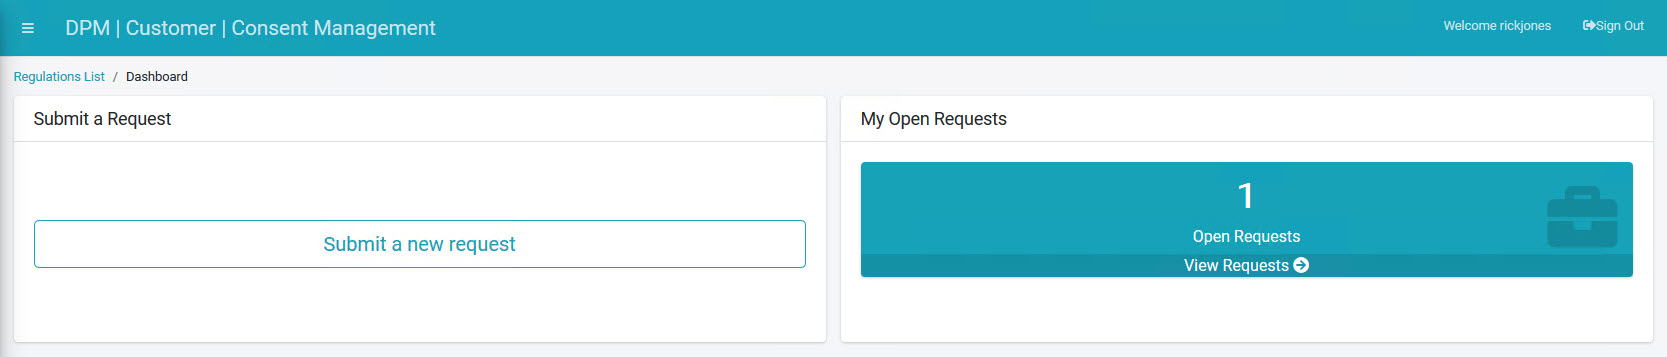 DPM | Customer | Consent Management
Welcome rickjones
Sign Out
Regulations List / Dashboard
Submit a Request
Submit a new request
My Open Requests
1
Open Requests
View Requests